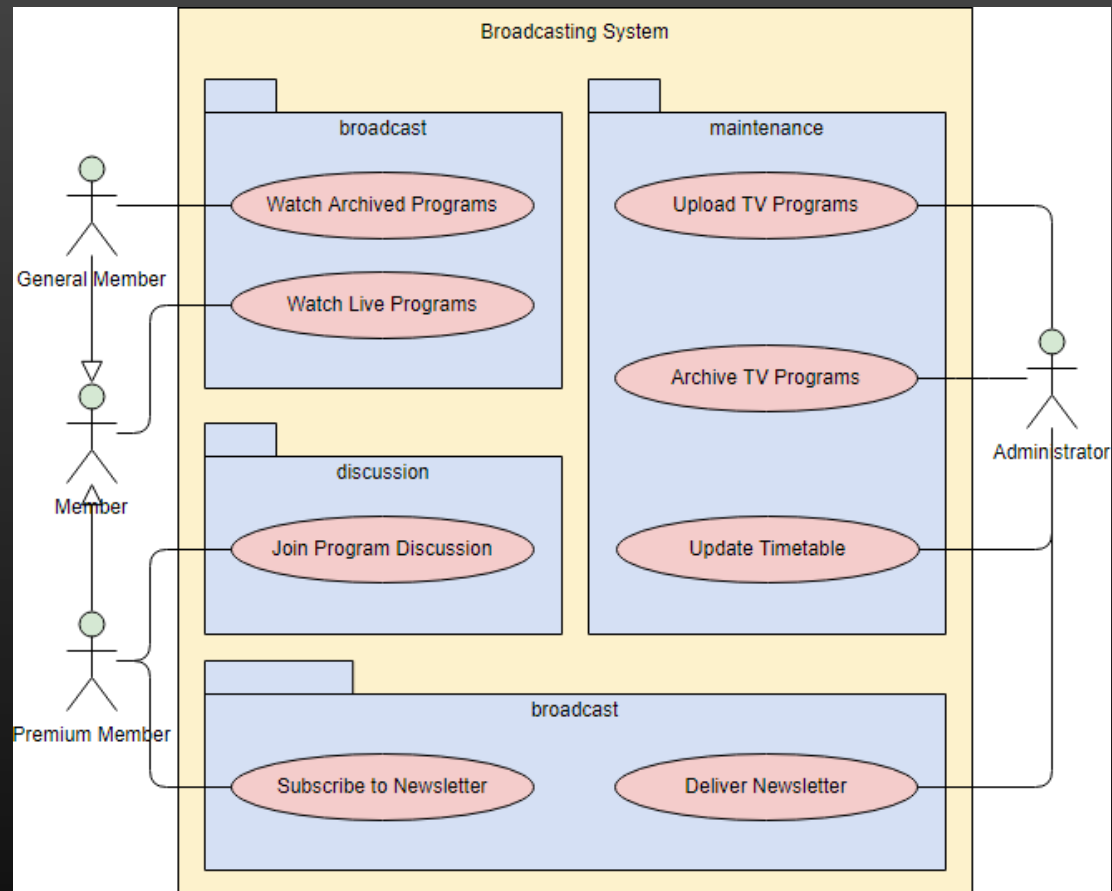 Broadcasting System
broadcast
maintenance
Watch Archived Programs
Upload TV Programs
General Member
Watch Live Programs
Archive TV Programs
Administrator
discussion
Member
Join Program Discussion
Update Timetable
broadcast
Premium Member
Subscribe to Newsletter
Deliver Newsletter